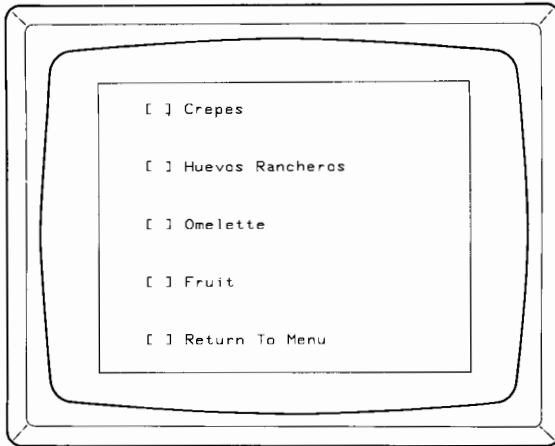 [ ] Crepes
[ ] Huevos Rancheros
[ ] Omelette
[ ] Fruit
[ ] Return To Menu